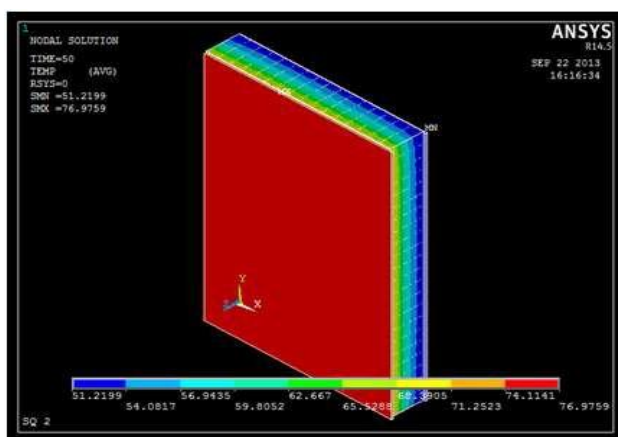 1
NODAL SOLUTION
TIME=50
TEMP (AVG)
RSYS=0
SMN =51.2199
SMX =76.9759
ANSYS
R14.5
SEP 22 2013
16:16:34
MX
MN
Y
Z X
51.2199 56.9435 62.667 68.3905 74.1141
54.0817 59.8052 65.5288 71.2523 76.9759
SQ 2